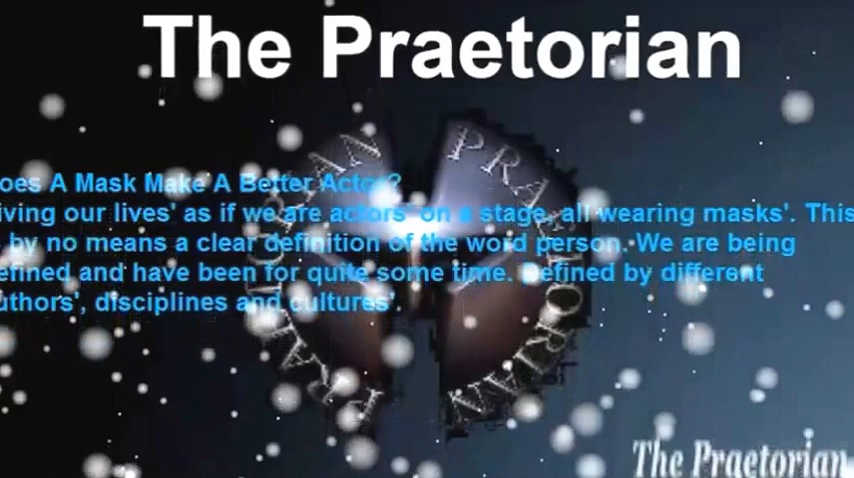 The Praetorian
PRAETORIAN
PRAETORIAN
oes A Mask Make A Better Actor?
iving our lives' as if we are actors' on a stage, all wearing masks'. This
by no means a clear definition of the word person. We are being
efined and have been for quite some time. Defined by different
uthors', disciplines and cultures'.
The Praetorian